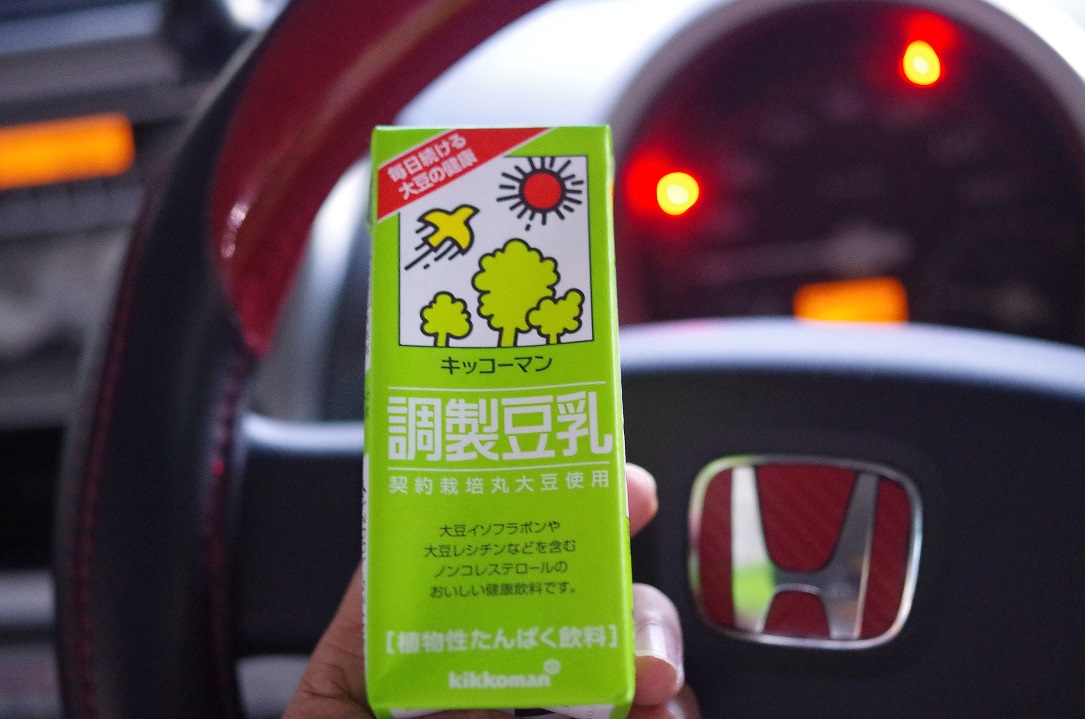 毎日続ける
大豆の健康
キッコーマン
調製豆乳
契約栽培丸大豆使用
大豆イソフラボンや
大豆レシチンなどを含む
ノンコレステロールの
おいしい健康飲料です。
[植物性たんぱく飲料]
kikkoman